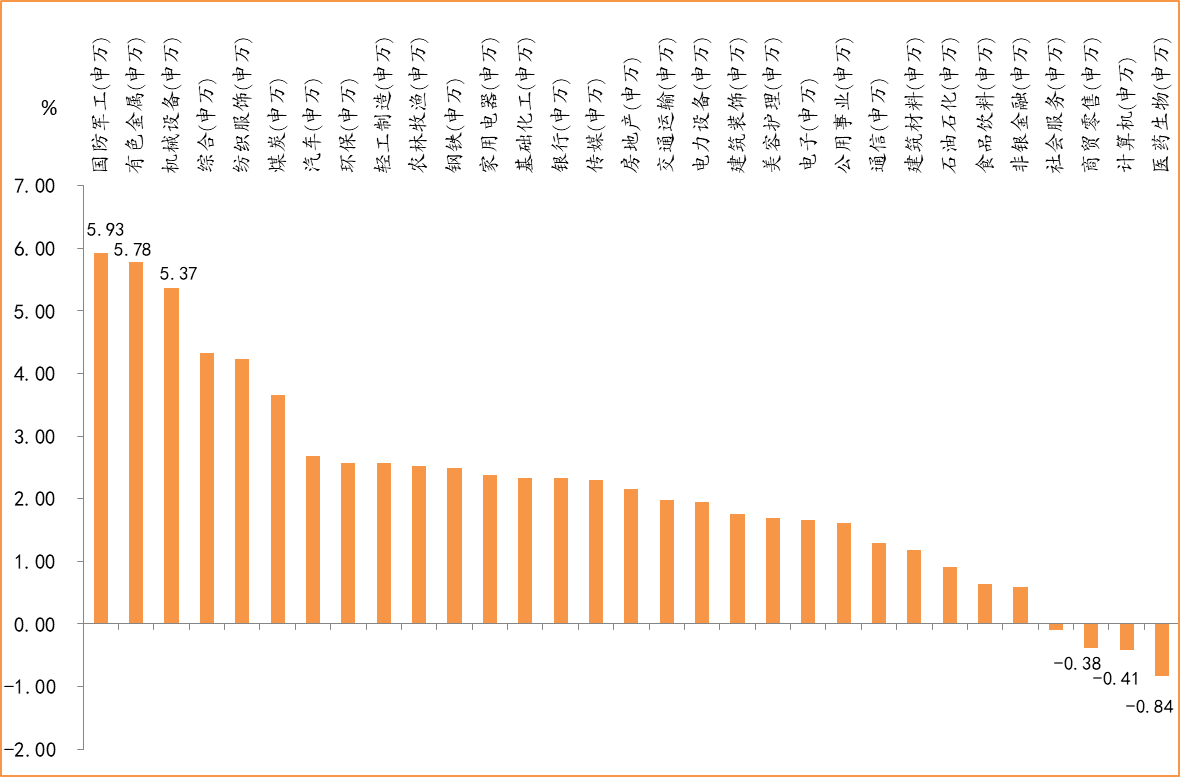 国防军工(申万)
有色金属(申万)
机械设备(申万)
综合(申万)
纺织服饰(申万)
煤炭(申万)
汽车(申万)
环保(申万)
轻工制造(申万)
农林牧渔(申万)
钢铁(申万)
家用电器(申万)
基础化工(申万)
银行(申万)
传媒(申万)
房地产(申万)
交通运输(申万)
电力设备(申万)
建筑装饰(申万)
美容护理(申万)
电子(申万)
公用事业(申万)
通信(申万)
建筑材料(申万)
石油石化(申万)
食品饮料(申万)
非银金融(申万)
社会服务(申万)
商贸零售(申万)
计算机(申万)
医药生物(申万)
%
7.00
6.00
5.00
4.00
3.00
2.00
1.00
0.00
-1.00
-2.00
5.93
5.78
5.37
-0.38
-0.41
-0.84